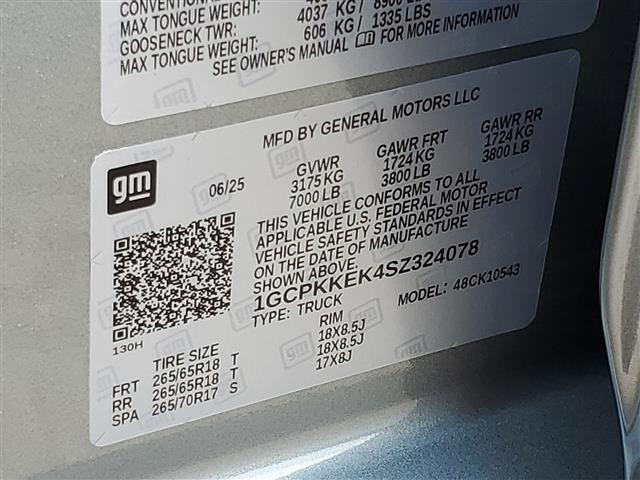 CONVENTIONAL
MAX TONGUE WEIGHT: 4037 KG / 8900 LBS
GOOSENECK TWR: 606 KG / 1335 LBS
MAX TONGUE WEIGHT:
SEE OWNER'S MANUAL FOR MORE INFORMATION
gm
MFD BY GENERAL MOTORS LLC
06/25
GVWR GAWR FRT GAWR RR
3175 KG 1724 KG 1724 KG
7000 LB 3800 LB 3800 LB
THIS VEHICLE CONFORMS TO ALL
APPLICABLE U.S. FEDERAL MOTOR
VEHICLE SAFETY STANDARDS IN EFFECT
ON THE DATE OF MANUFACTURE
SHOWN ABOVE.
1GCPKKEK4SZ324078
TYPE: TRUCK MODEL: 48CK10543
130H
TIRE SIZE RIM
FRT 265/65R18 T 18X8.5J
RR 265/65R18 T 18X8.5J
SPA 265/70R17 S 17X8J